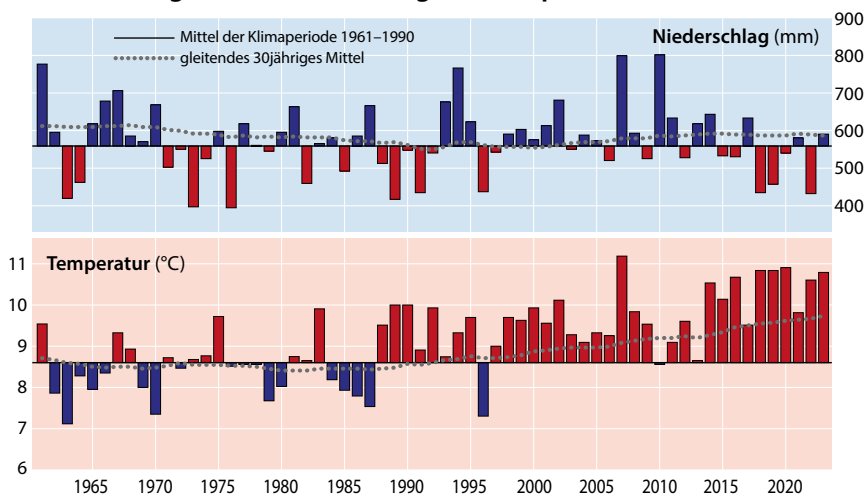 Mittel der Klimaperiode 1961–1990
gleitendes 30jähriges Mittel
Niederschlag (mm)
900
800
700
600
500
400
Temperatur (°C)
11
10
9
8
7
6
1965 1970 1975 1980 1985 1990 1995 2000 2005 2010 2015 2020